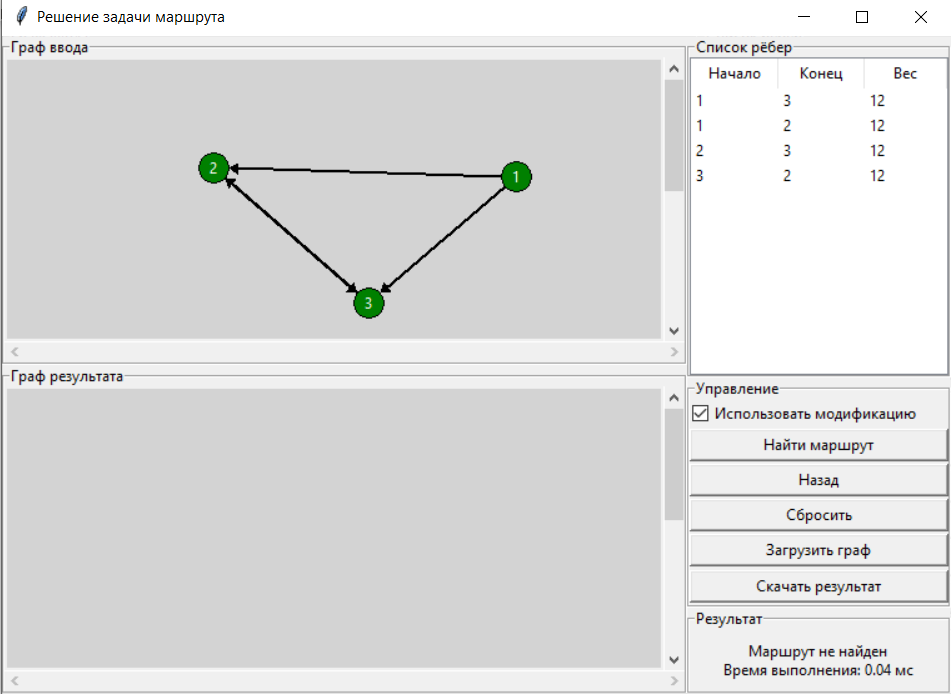 Решение задачи маршрута
Граф ввода
2
1
3
Список рёбер
Начало Конец Вес
1 3 12
1 2 12
2 3 12
3 2 12
Граф результата
Управление
Использовать модификацию
Найти маршрут
Назад
Сбросить
Загрузить граф
Скачать результат
Результат
Маршрут не найден
Время выполнения: 0.04 мс